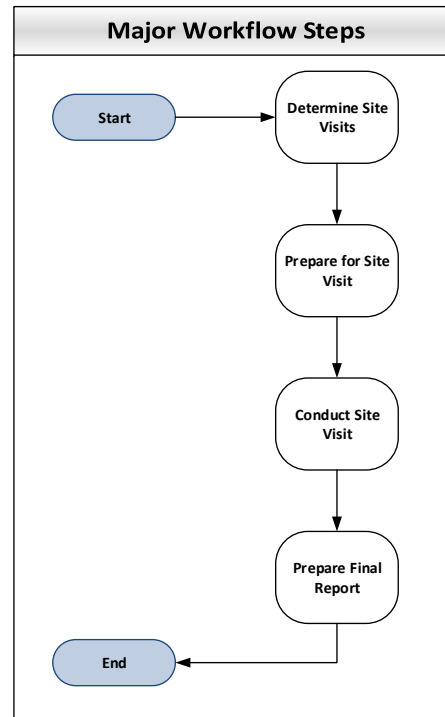 Major Workflow Steps
Start
Determine Site
Visits
Prepare for Site
Visit
Conduct Site
Visit
Prepare Final
Report
End